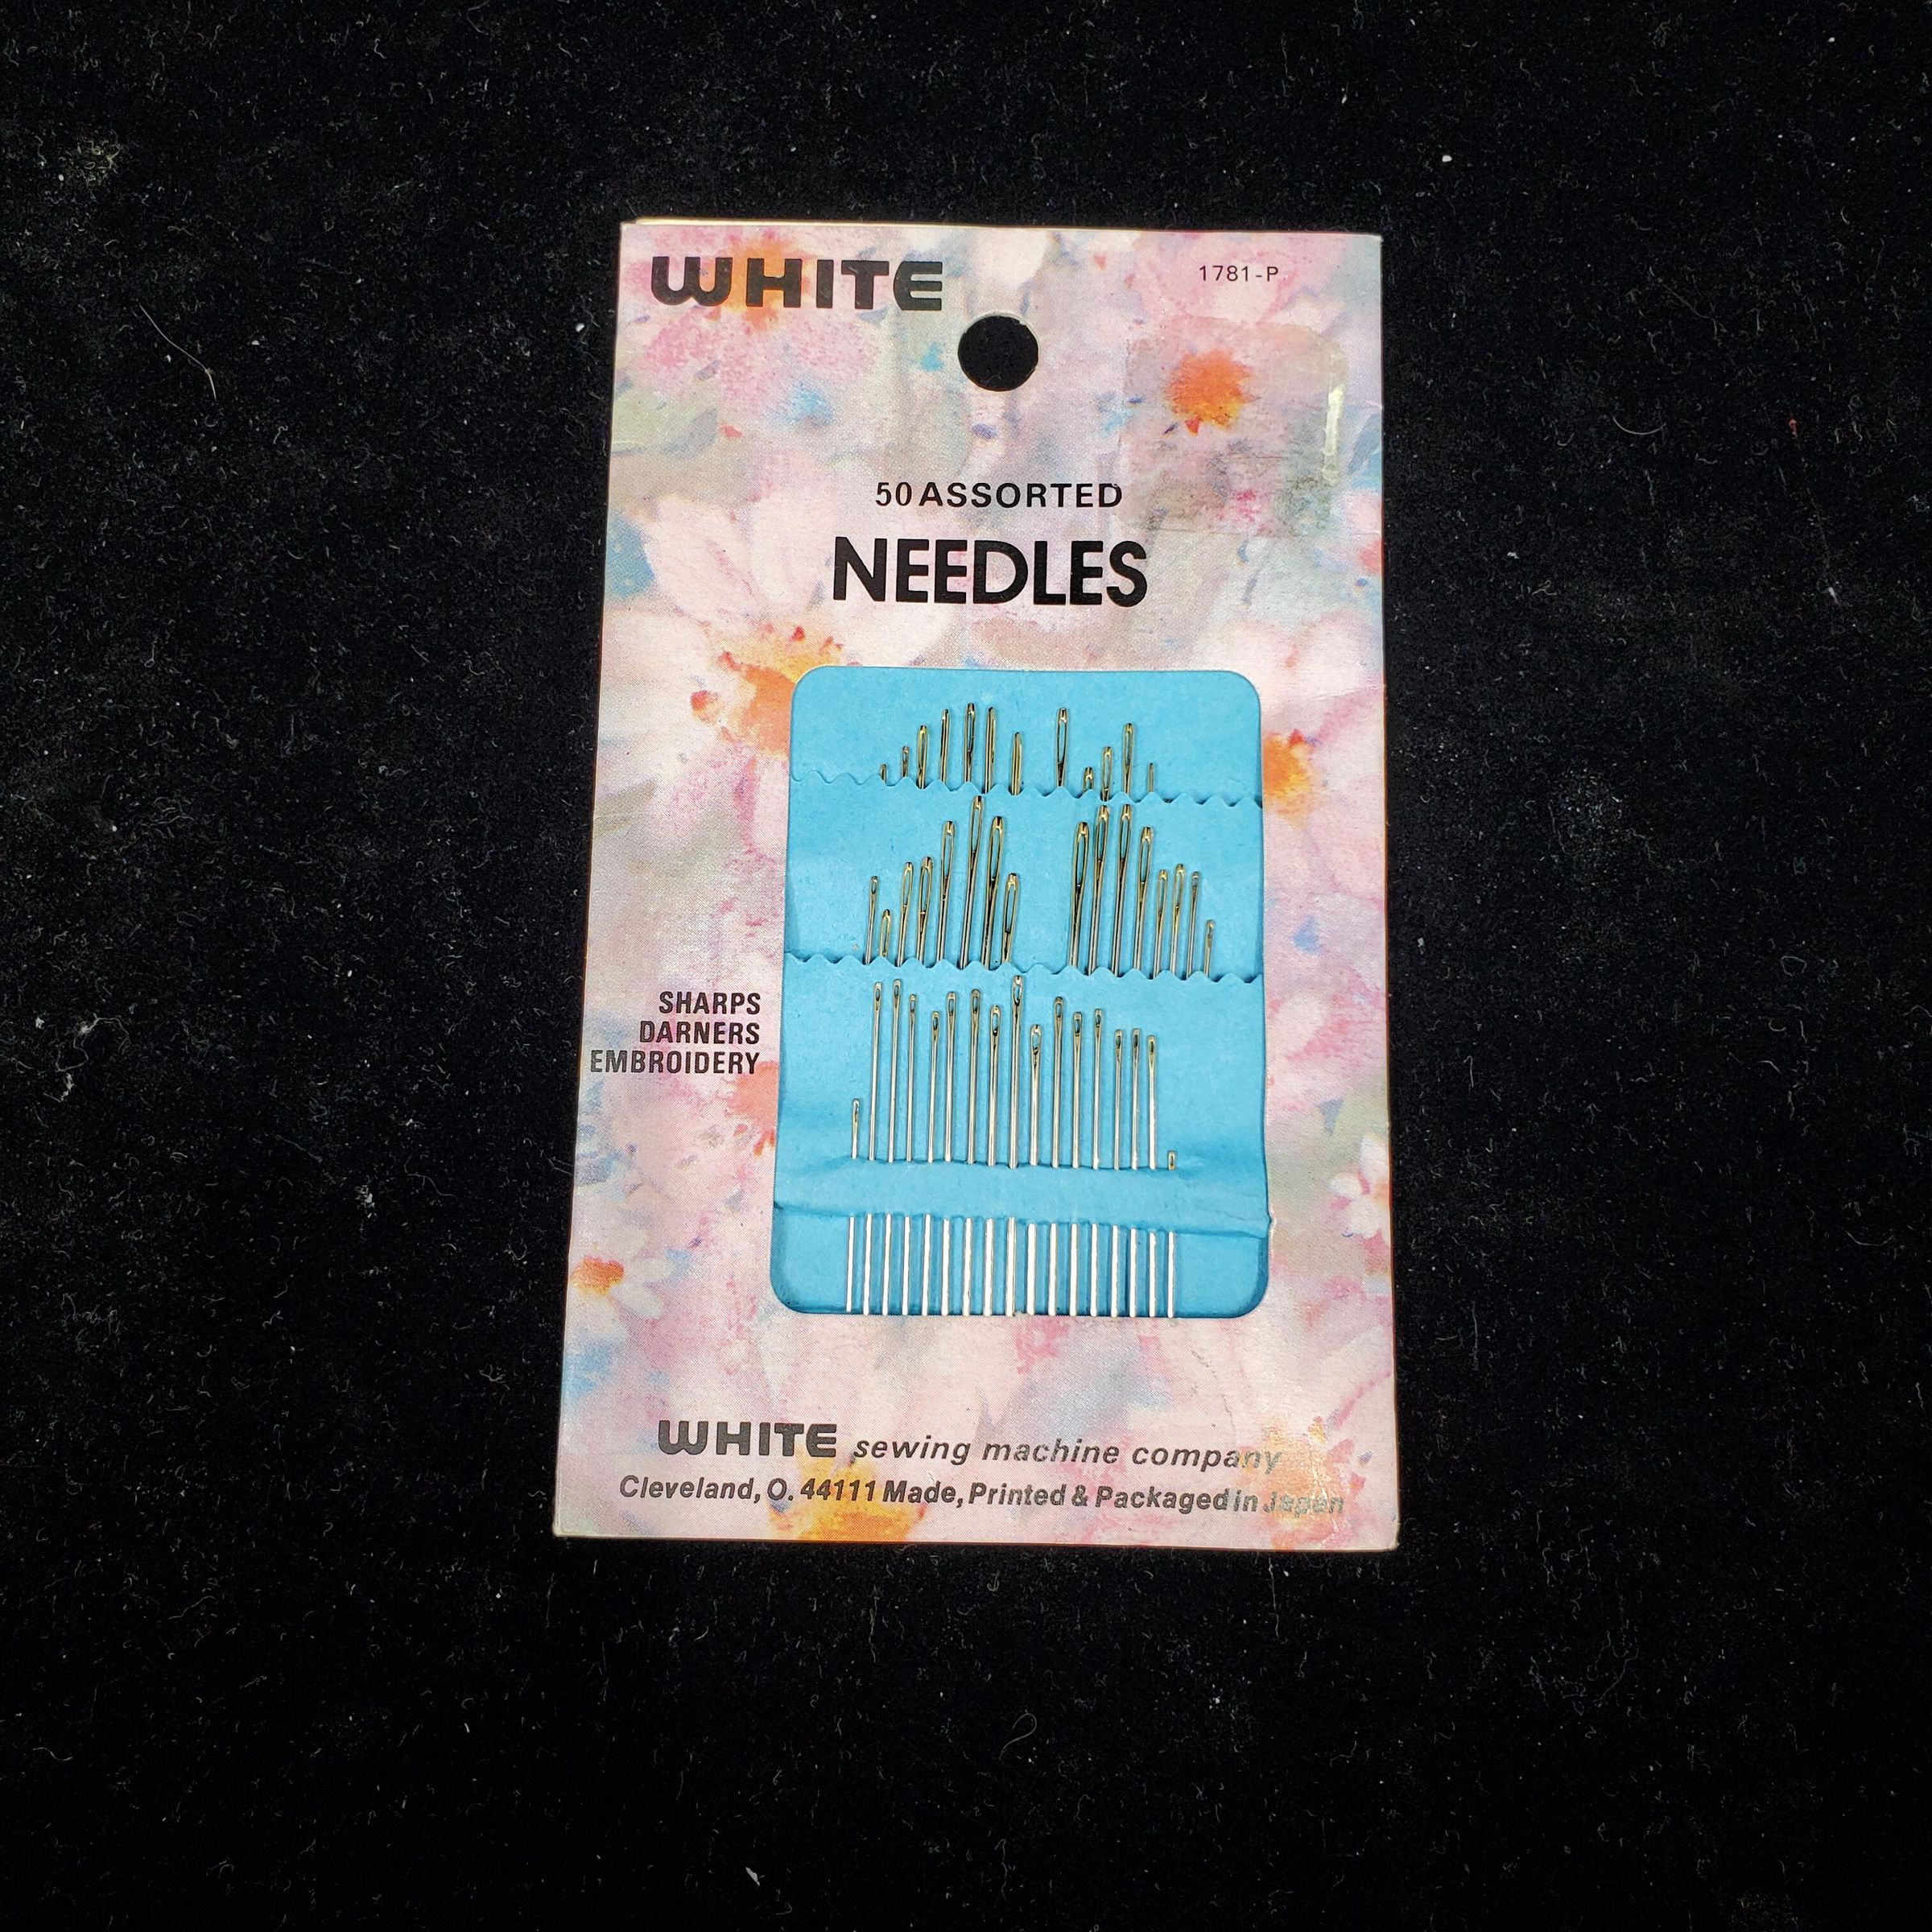 WHITE
1781-P
50 ASSORTED
NEEDLES
SHARPS
DARNERS
EMBROIDERY
WHITE sewing machine company
Cleveland, O. 44111 Made, Printed & Packaged in Japan